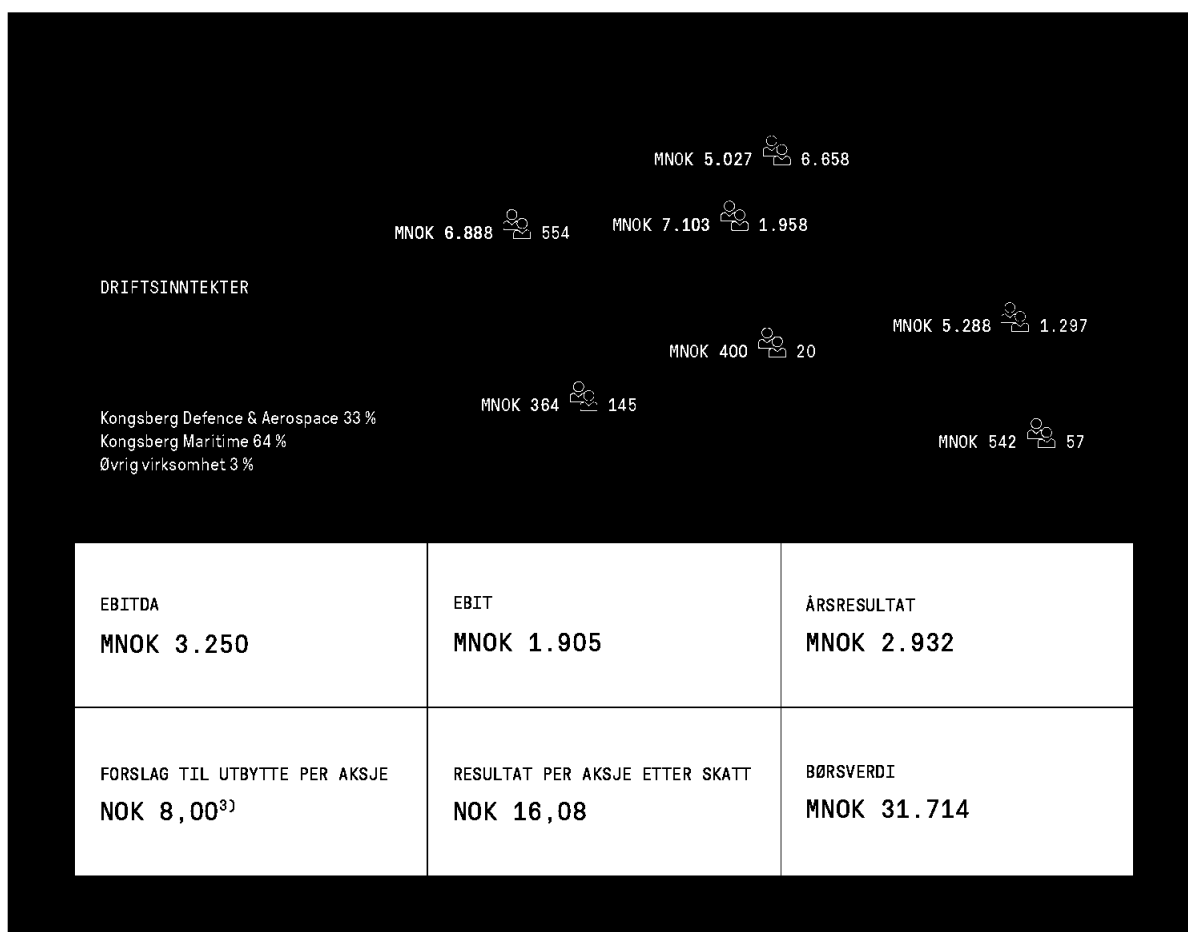 MNOK 5.027 6.658
MNOK 6.888 554
MNOK 7.103 1.958
DRIFTSINNTEKTER
MNOK 5.288 1.297
MNOK 400 20
MNOK 364 145
Kongsberg Defence & Aerospace 33 %
Kongsberg Maritime 64 %
Øvrig virksomhet 3 %
MNOK 542 57
EBITDA
MNOK 3.250
EBIT
MNOK 1.905
ÅRSRESULTAT
MNOK 2.932
FORSLAG TIL UTBYTTE PER AKSJE
NOK 8,00³⁾
RESULTAT PER AKSJE ETTER SKATT
NOK 16,08
BØRSVERDI
MNOK 31.714